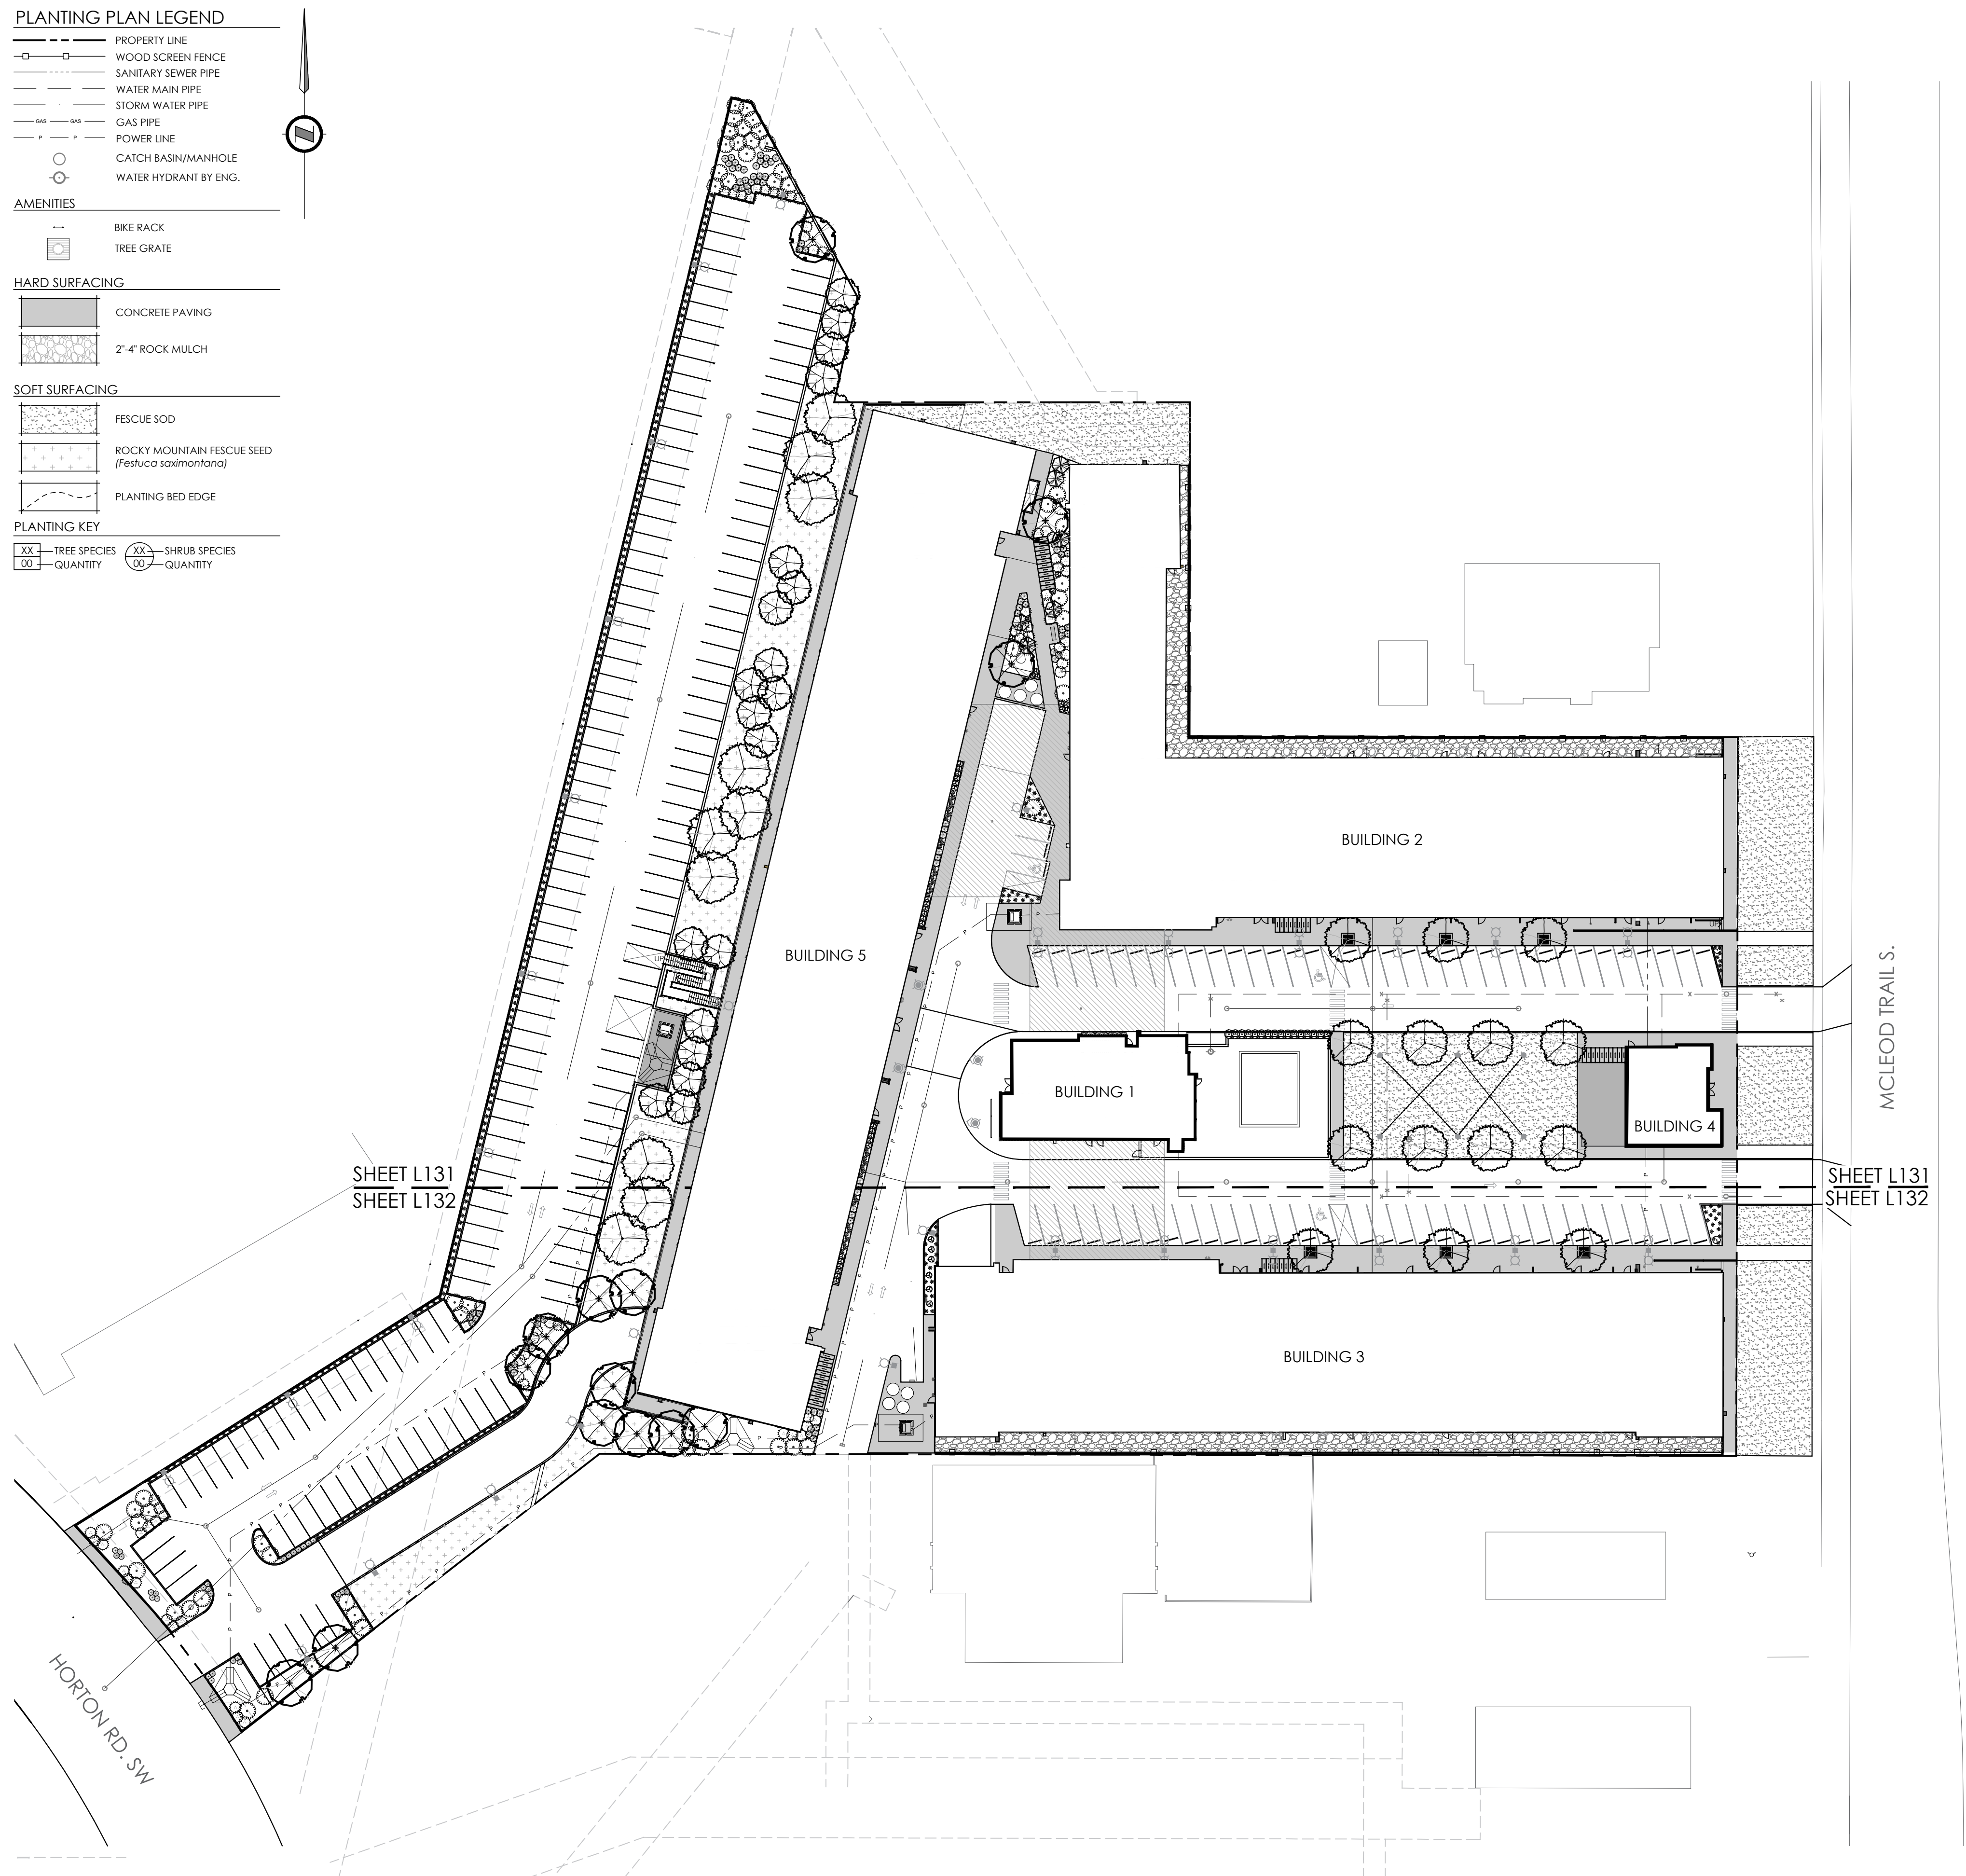 PLANTING PLAN LEGEND
PROPERTY LINE
WOOD SCREEN FENCE
SANITARY SEWER PIPE
WATER MAIN PIPE
STORM WATER PIPE
GAS GAS GAS PIPE
P P POWER LINE
CATCH BASIN/MANHOLE
WATER HYDRANT BY ENG.
AMENITIES
BIKE RACK
TREE GRATE
HARD SURFACING
CONCRETE PAVING
2"-4" ROCK MULCH
SOFT SURFACING
FESCUE SOD
ROCKY MOUNTAIN FESCUE SEED
(Festuca saximontana)
PLANTING BED EDGE
PLANTING KEY
XX TREE SPECIES XX SHRUB SPECIES
00 QUANTITY 00 QUANTITY
BUILDING 2
BUILDING 5
UP
BUILDING 1
BUILDING 4
MCLEOD TRAIL S.
SHEET L131
SHEET L132
SHEET L131
SHEET L132
BUILDING 3
HORTON RD. SW